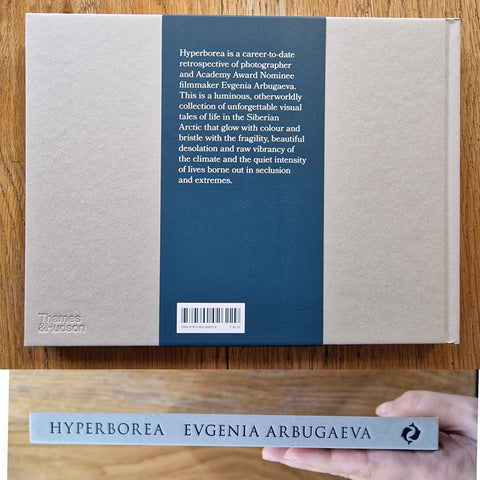 Hyperborea is a career-to-date
retrospective of photographer
and Academy Award Nominee
filmmaker Evgenia Arbugaeva.
This is a luminous, otherworldly
collection of unforgettable visual
tales of life in the Siberian
Arctic that glow with colour and
bristle with the fragility, beautiful
desolation and raw vibrancy of
the climate and the quiet intensity
of lives borne out in seclusion
and extremes.
Thames
&Hudson
HYPERBOREA EVGENIA ARBUGAEVA